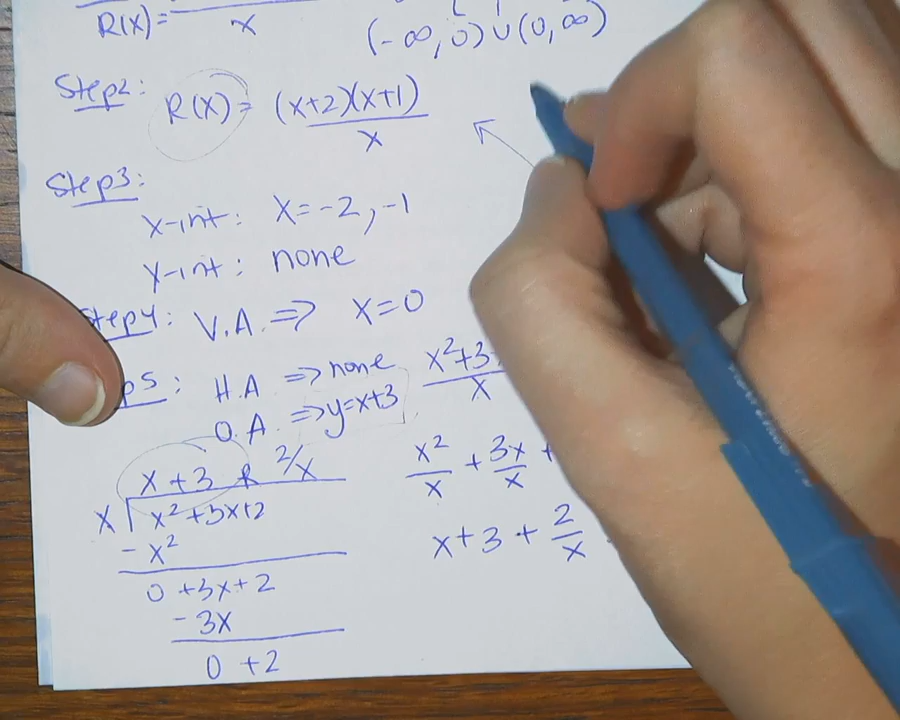 R(x)= x
(-∞,0)∪(0,∞)
Step2: R(x)= (x+2)(x+1)/x
Step3:
x-int: x=-2,-1
y-int: none
Step4: V.A. => x=0
p5: H.A => none
O.A. => y=x+3
x²+3 / x
x²/x + 3x/x +
x+3+2/x
x+3 R 2/x
x | x²+3x+2
-x²
0 +3x+2
-3x
0 +2